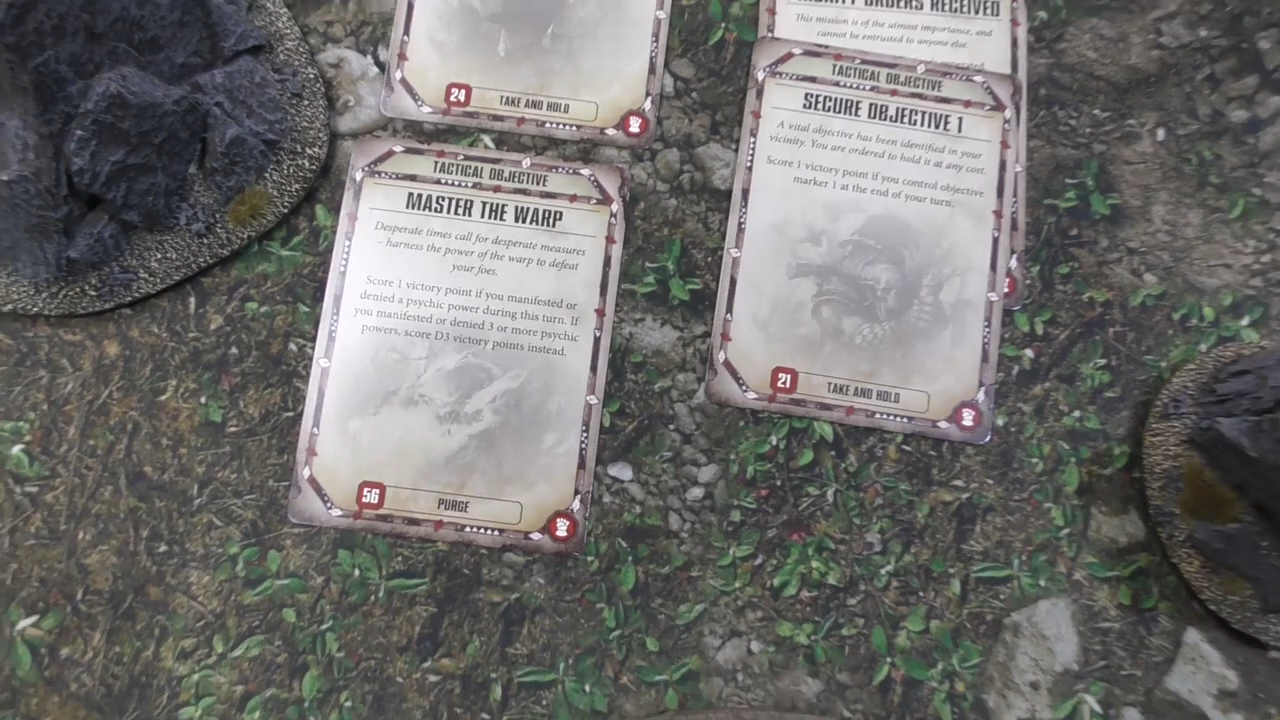 24
TAKE AND HOLD
ORDERS RECEIVED
This mission is of the utmost importance, and
cannot be entrusted to anyone else.
TACTICAL OBJECTIVE
SECURE OBJECTIVE 1
A vital objective has been identified in your
vicinity. You are ordered to hold it at any cost.
Score 1 victory point if you control objective
marker 1 at the end of your turn.
21
TAKE AND HOLD
TACTICAL OBJECTIVE
MASTER THE WARP
Desperate times call for desperate measures
– harness the power of the warp to defeat
your foes.
Score 1 victory point if you manifested or
denied a psychic power during this turn. If
you manifested or denied 3 or more psychic
powers, score D3 victory points instead.
56
PURGE